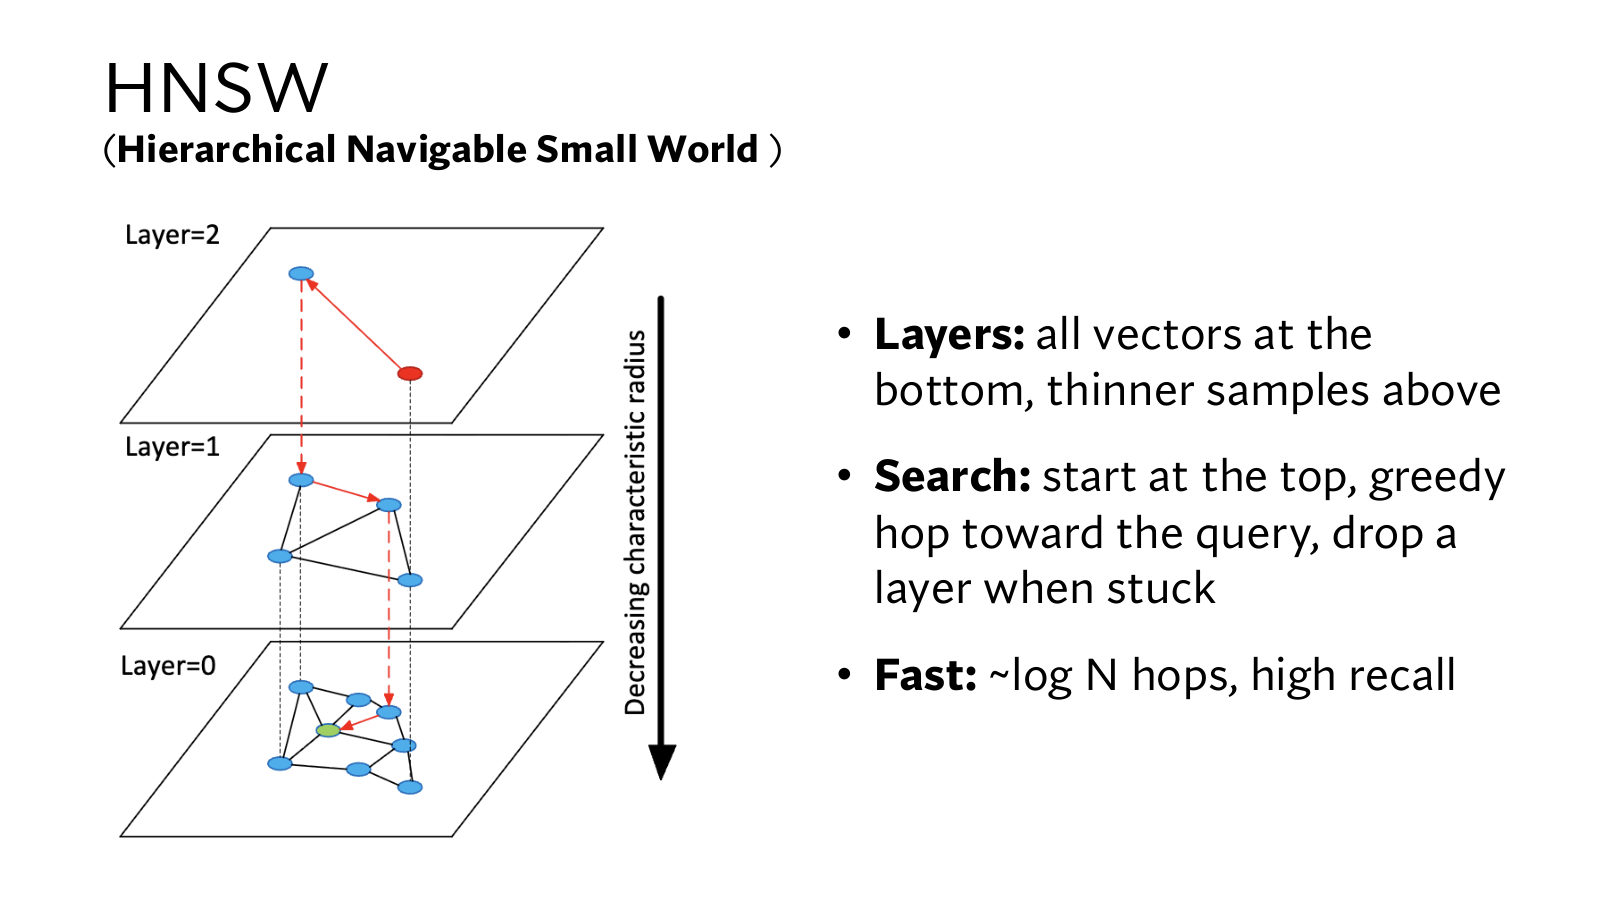 HNSW
(Hierarchical Navigable Small World )
Layer=2
Layer=1
Layer=0
Decreasing characteristic radius
• Layers: all vectors at the
bottom, thinner samples above
• Search: start at the top, greedy
hop toward the query, drop a
layer when stuck
• Fast: ~log N hops, high recall